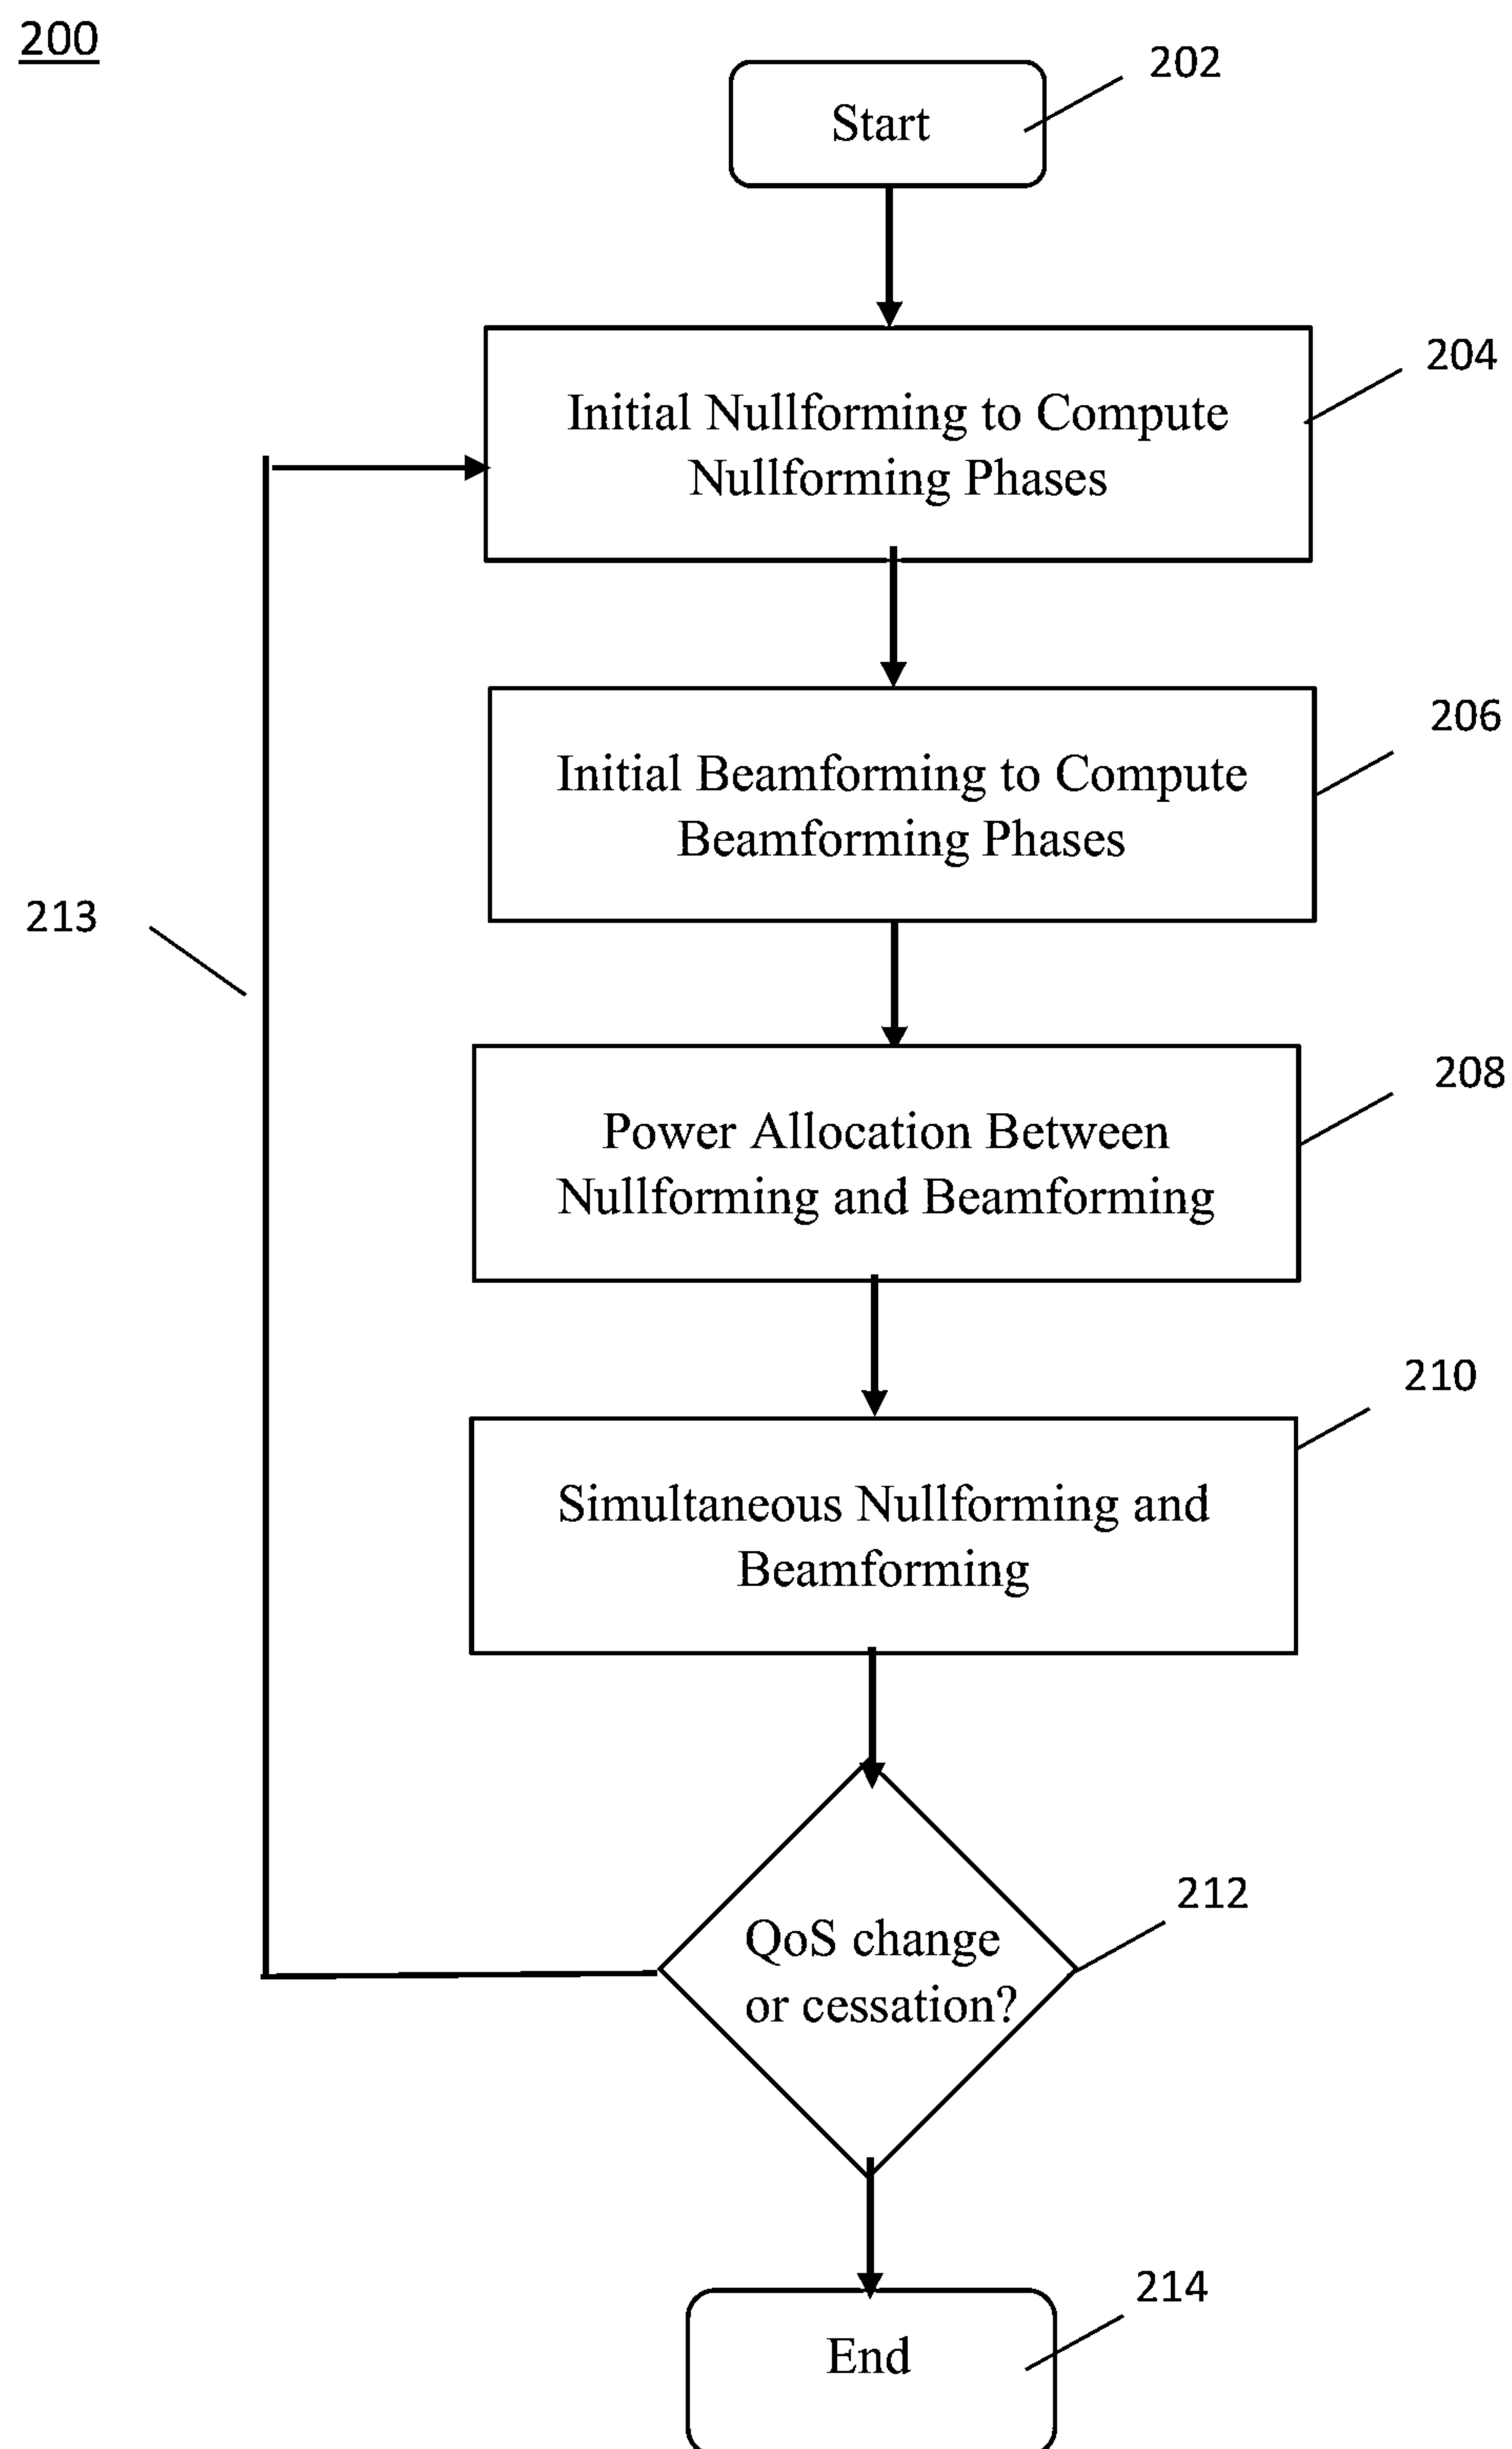 200
202
Start
204
Initial Nullforming to Compute
Nullforming Phases
206
Initial Beamforming to Compute
Beamforming Phases
213
208
Power Allocation Between
Nullforming and Beamforming
210
Simultaneous Nullforming and
Beamforming
212
QoS change
or cessation?
214
End